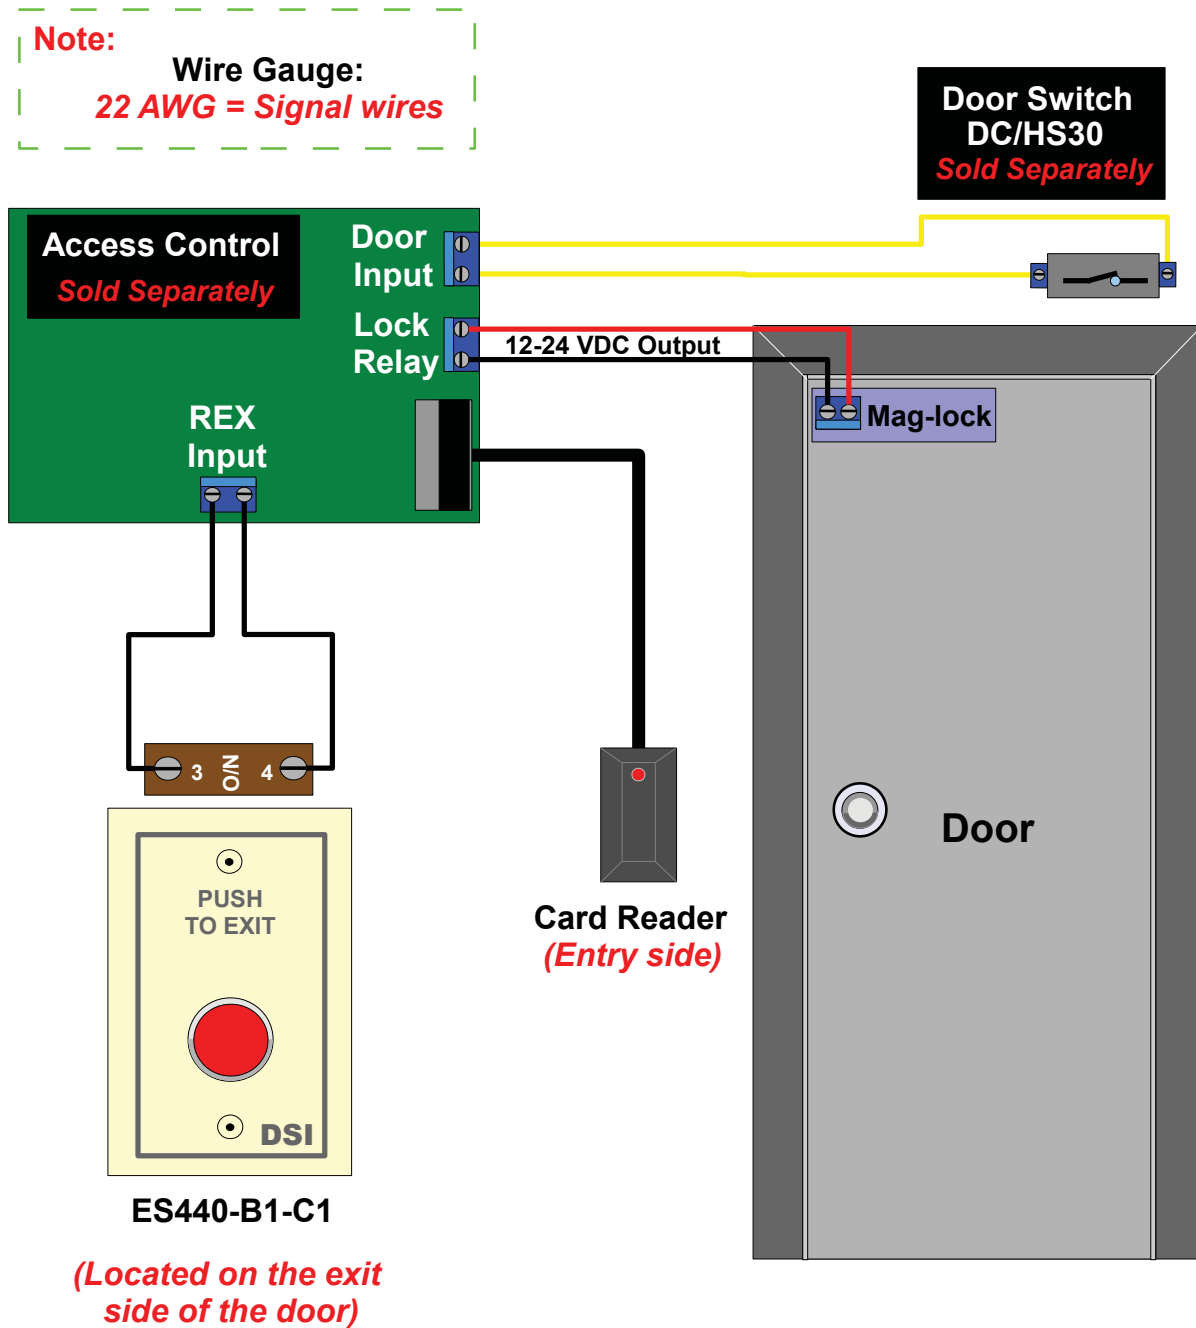 Note:
Wire Gauge:
22 AWG = Signal wires
Door Switch
DC/HS30
Sold Separately
Access Control
Sold Separately
Door
Input
Lock
Relay
12-24 VDC Output
REX
Input
Mag-lock
3 N/O 4
PUSH
TO EXIT
DSI
Card Reader
(Entry side)
Door
ES440-B1-C1
(Located on the exit
side of the door)